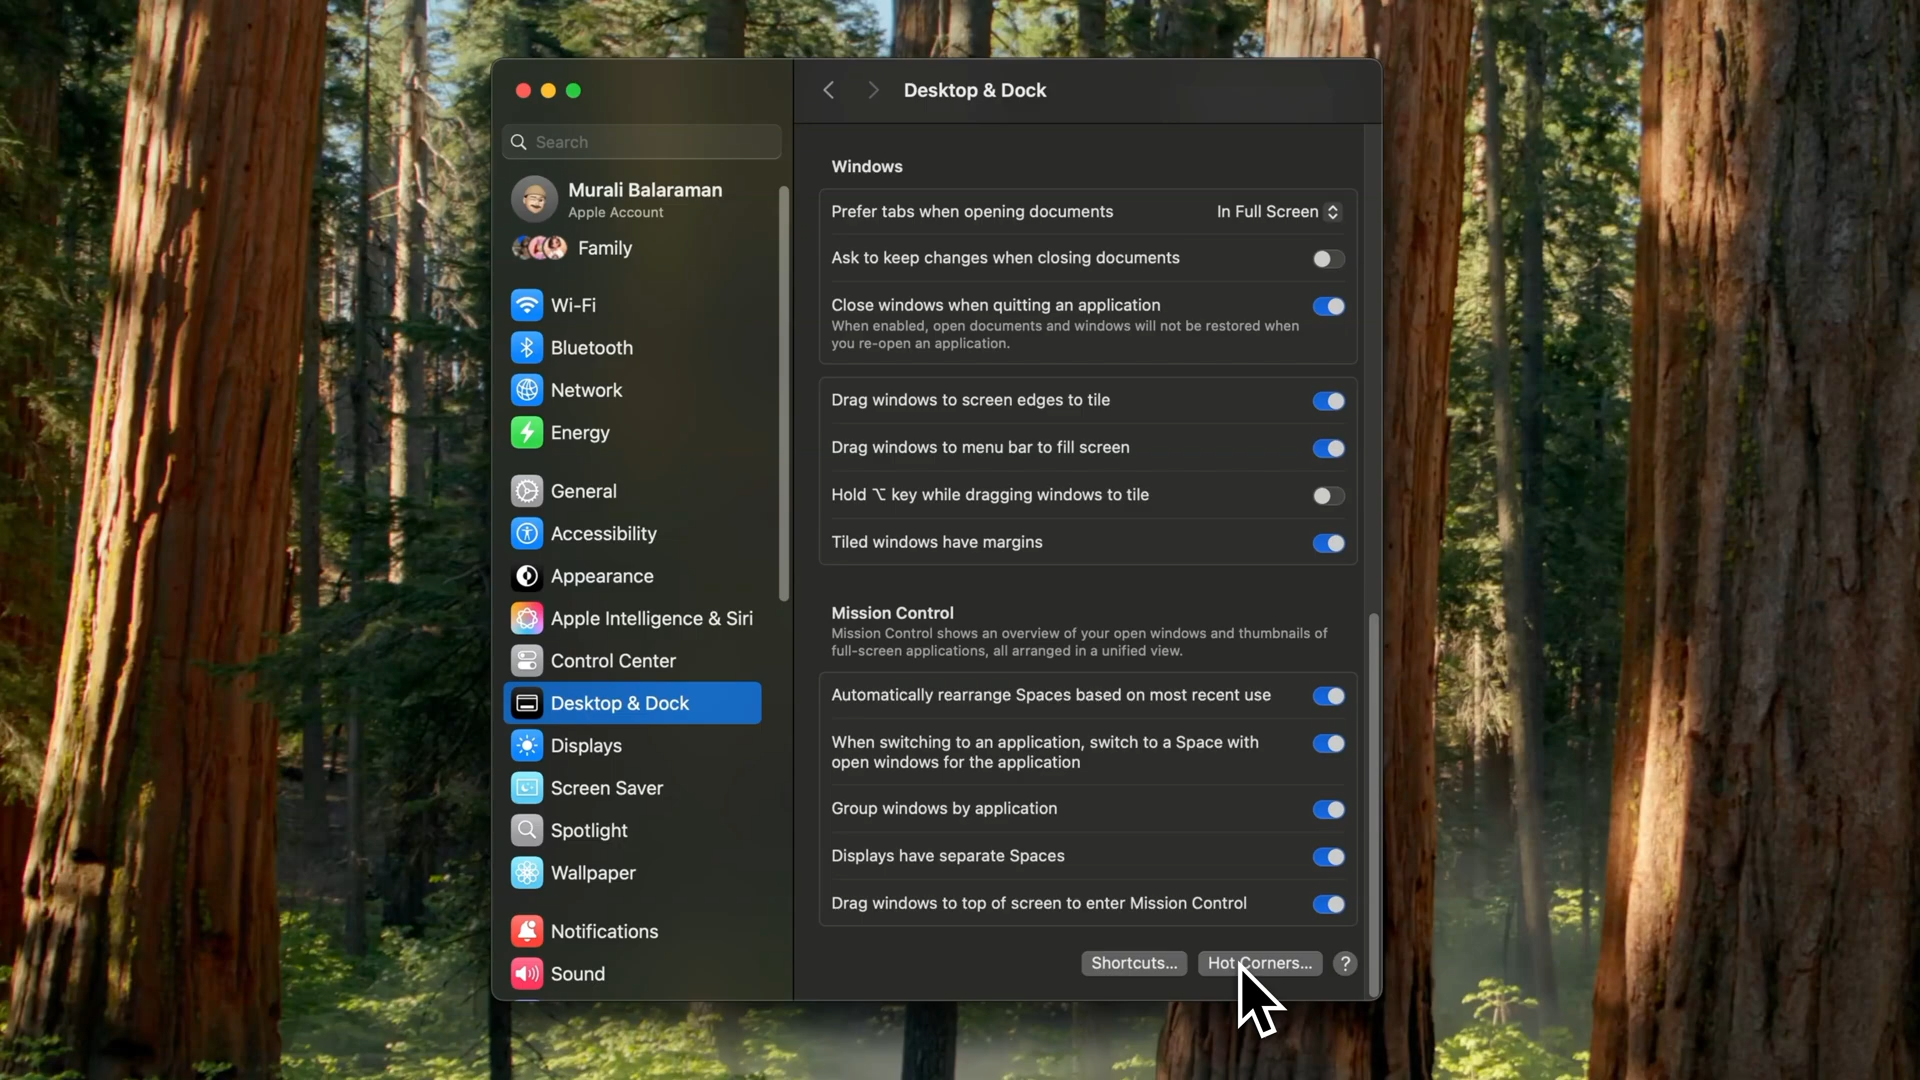 Search
Murali Balaraman
Apple Account
Family
Wi-Fi
Bluetooth
Network
Energy
General
Accessibility
Appearance
Apple Intelligence & Siri
Control Center
Desktop & Dock
Displays
Screen Saver
Spotlight
Wallpaper
Notifications
Sound
Desktop & Dock
Windows
Prefer tabs when opening documents In Full Screen
Ask to keep changes when closing documents
Close windows when quitting an application
When enabled, open documents and windows will not be restored when
you re-open an application.
Drag windows to screen edges to tile
Drag windows to menu bar to fill screen
Hold ⌥ key while dragging windows to tile
Tiled windows have margins
Mission Control
Mission Control shows an overview of your open windows and thumbnails of
full-screen applications, all arranged in a unified view.
Automatically rearrange Spaces based on most recent use
When switching to an application, switch to a Space with
open windows for the application
Group windows by application
Displays have separate Spaces
Drag windows to top of screen to enter Mission Control
Shortcuts... Hot Corners... ?